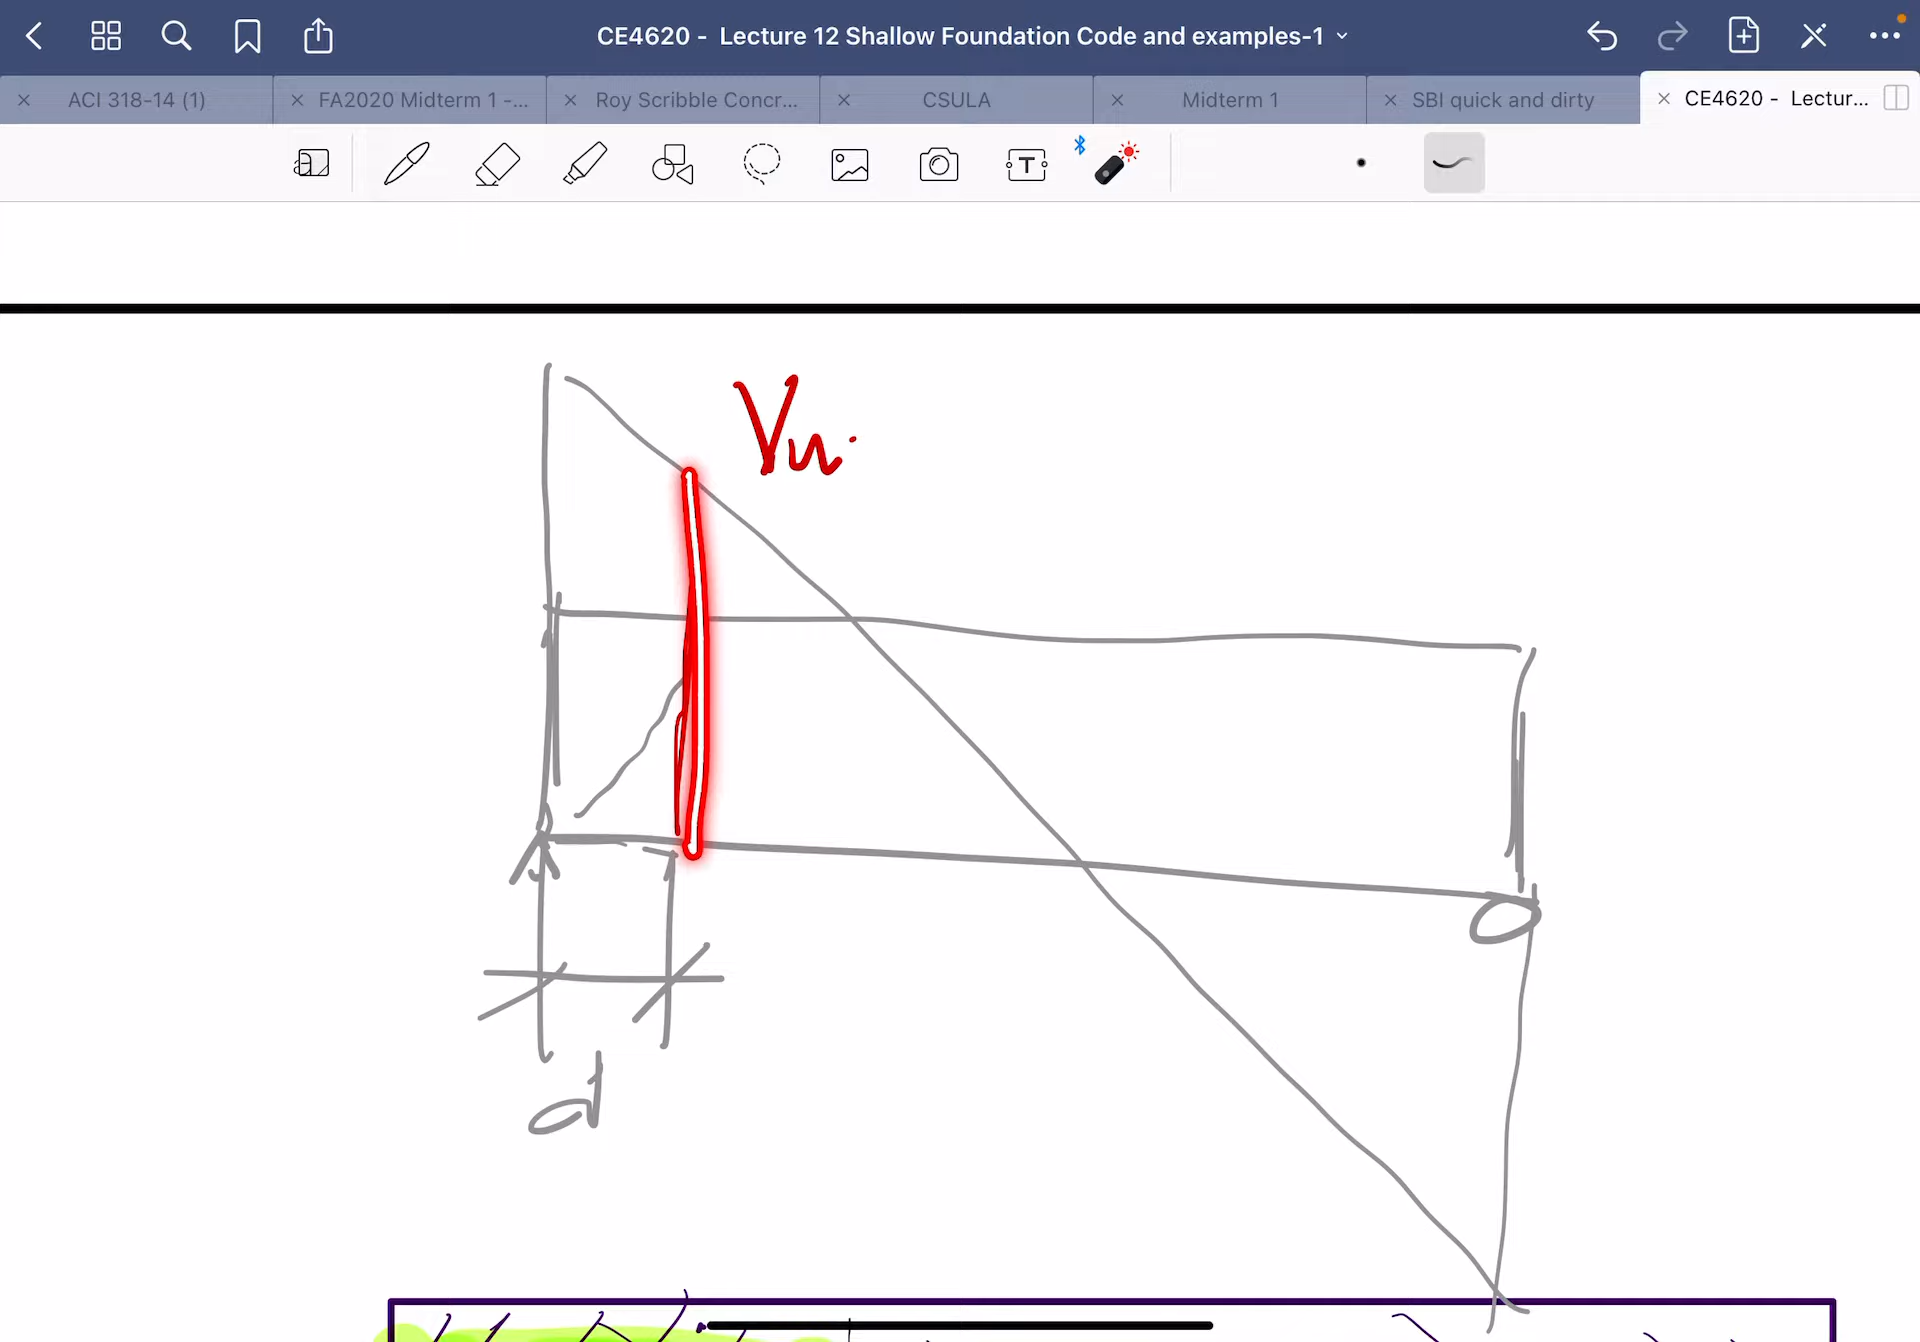 CE4620 - Lecture 12 Shallow Foundation Code and examples-1
ACI 318-14 (1)
FA2020 Midterm 1 -...
Roy Scribble Concr...
CSULA
Midterm 1
SBI quick and dirty
CE4620 - Lectur...
a
T
Vu
d